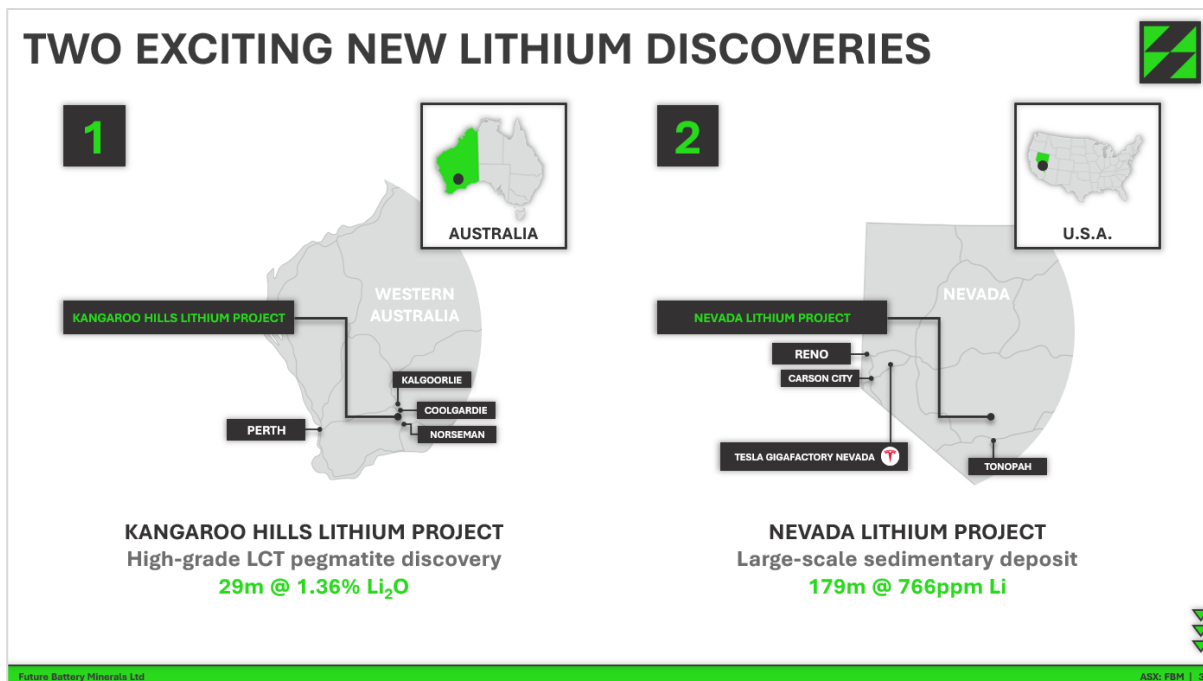 TWO EXCITING NEW LITHIUM DISCOVERIES
1
AUSTRALIA
WESTERN
AUSTRALIA
KANGAROO HILLS LITHIUM PROJECT
KALGOORLIE
COOLGARDIE
PERTH
NORSEMAN
KANGAROO HILLS LITHIUM PROJECT
High-grade LCT pegmatite discovery
29m @ 1.36% Li₂O
2
U.S.A.
NEVADA
NEVADA LITHIUM PROJECT
RENO
CARSON CITY
TESLA GIGAFACTORY NEVADA
TONOPAH
NEVADA LITHIUM PROJECT
Large-scale sedimentary deposit
179m @ 766ppm Li
Future Battery Minerals Ltd
ASX: FBM |